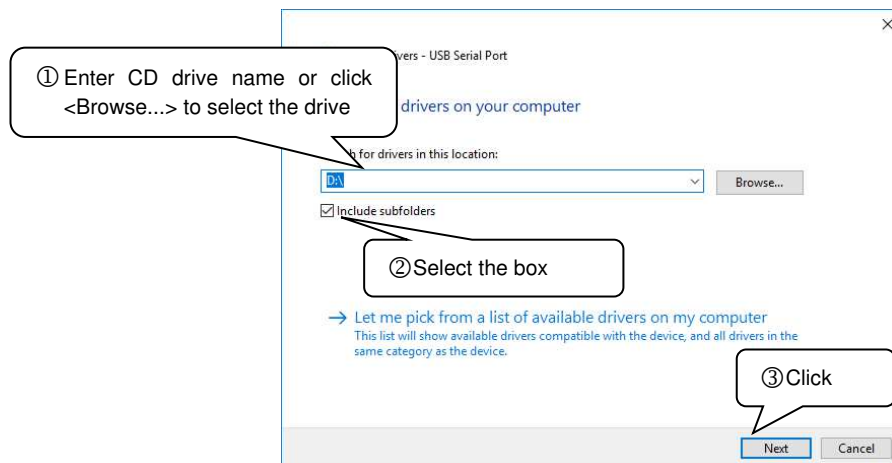 vers - USB Serial Port
① Enter CD drive name or click
<Browse...> to select the drive
drivers on your computer
for drivers in this location:
D:\
Browse...
Include subfolders
②Select the box
→ Let me pick from a list of available drivers on my computer
This list will show available drivers compatible with the device, and all drivers in the
same category as the device.
③Click
Next
Cancel